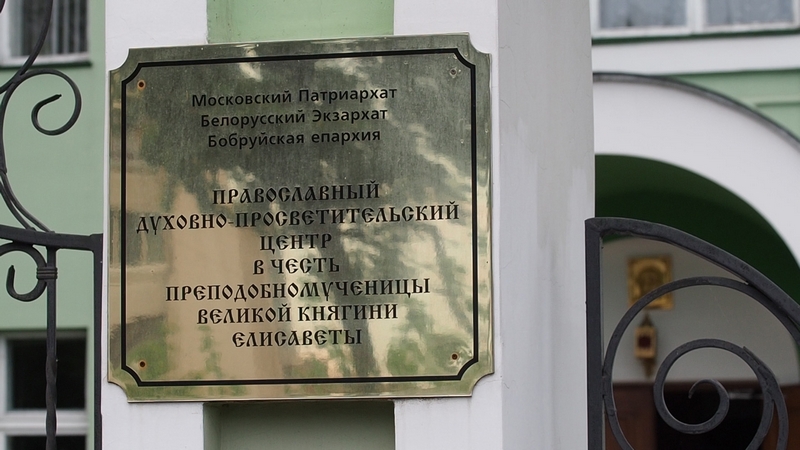 Московский Патриархат
Белорусский Экзархат
Бобруйская епархия
ПРАВОСЛАВНЫЙ
ДУХОВНО-ПРОСВЕТИТЕЛЬСКИЙ
ЦЕНТР
В ЧЕСТЬ
ПРЕПОДОБНОМУЧЕНИЦЫ
ВЕЛИКОЙ КНЯГИНИ
ЕЛИСАВЕТЫ